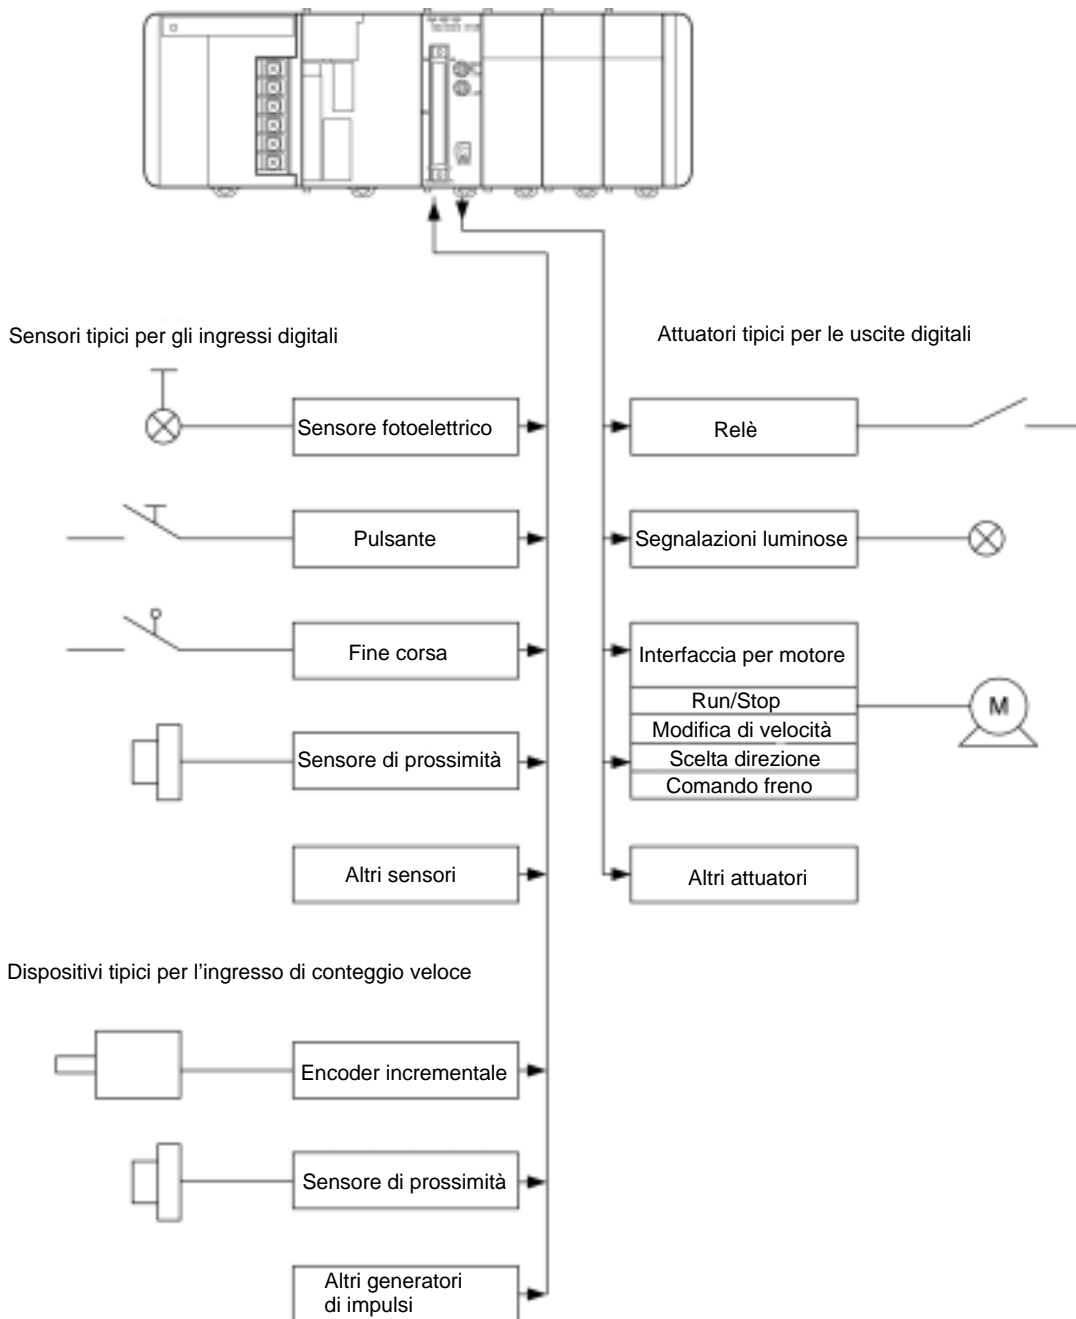 Sensori tipici per gli ingressi digitali
Attuatori tipici per le uscite digitali
Sensore fotoelettrico
Relè
Pulsante
Segnalazioni luminose
Fine corsa
Interfaccia per motore
Run/Stop
Modifica di velocità
Scelta direzione
Comando freno
M
Sensore di prossimità
Altri sensori
Altri attuatori
Dispositivi tipici per l’ingresso di conteggio veloce
Encoder incrementale
Sensore di prossimità
Altri generatori
di impulsi